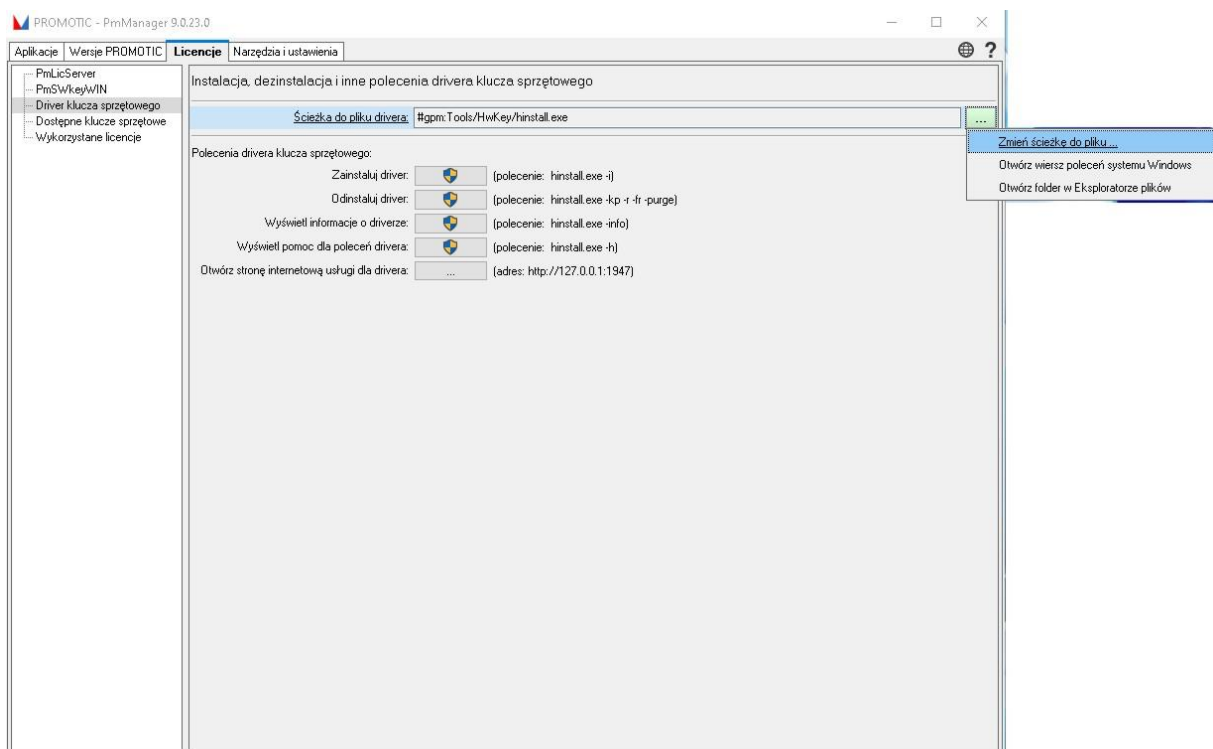 PROMOTIC - PmManager 9.0.23.0
Aplikacje Wersje PROMOTIC Licencje Narzędzia i ustawienia ?
PmLicServer
PmSWkeyWIN
Driver klucza sprzętowego
Dostępne klucze sprzętowe
Wykorzystane licencje
Instalacja, dezinstalacja i inne polecenia drivera klucza sprzętowego
Ścieżka do pliku drivera: #gpm:Tools/HwKey/hinstall.exe ...
Zmień ścieżkę do pliku ...
Otwórz wiersz poleceń systemu Windows
Otwórz folder w Eksploratorze plików
Polecenia drivera klucza sprzętowego:
Zainstaluj driver: (polecenie: hinstall.exe -i)
Odinstaluj driver: (polecenie: hinstall.exe -kp -r -fr -purge)
Wyświetl informacje o driverze: (polecenie: hinstall.exe -info)
Wyświetl pomoc dla poleceń drivera: (polecenie: hinstall.exe -h)
Otwórz stronę internetową usługi dla drivera: ... (adres: http://127.0.0.1:1947)